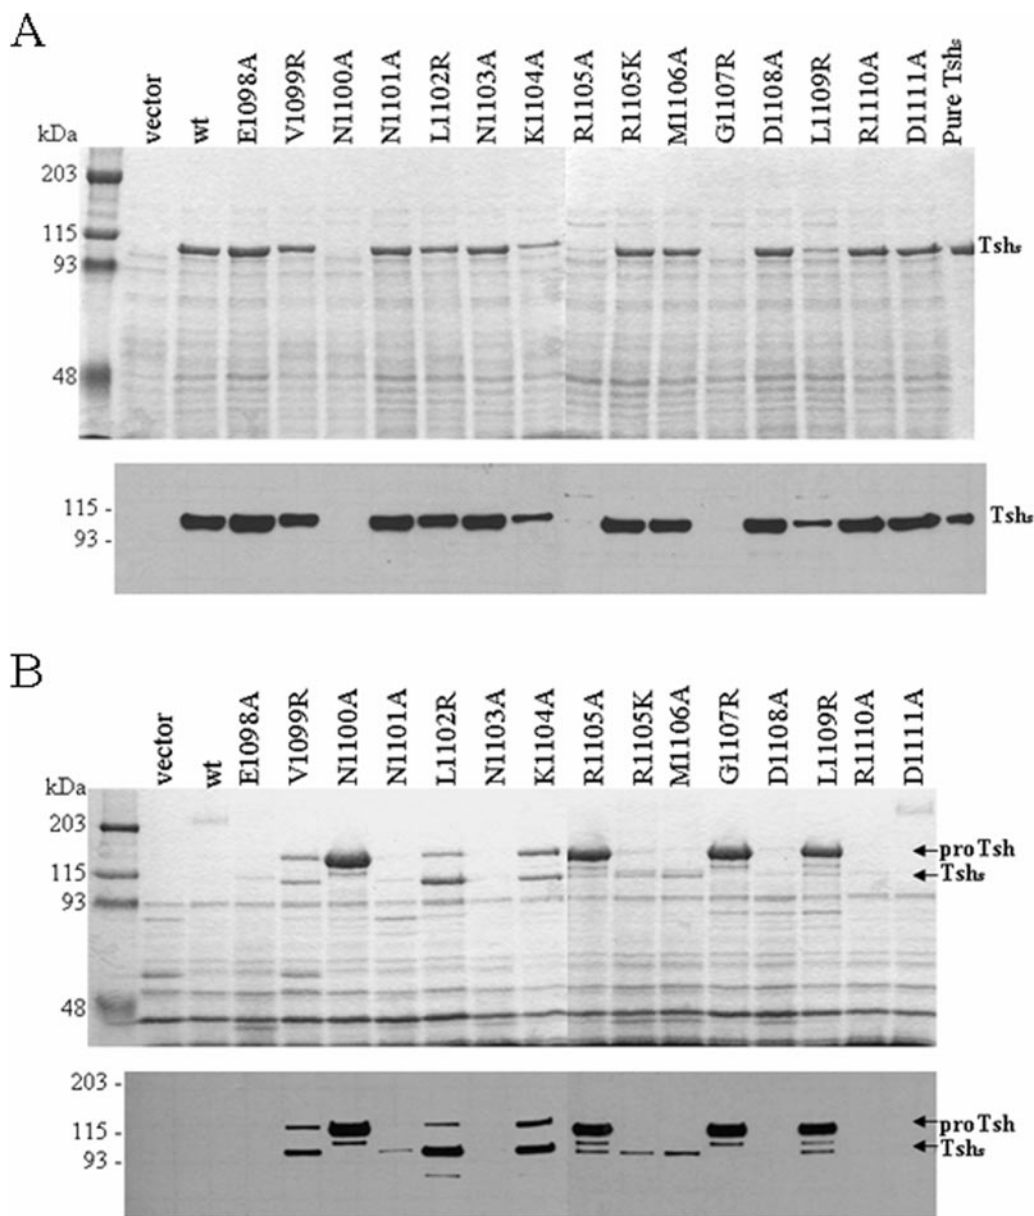 A
vector wt E1098A V1099R N1100A N1101A L1102R N1103A K1104A R1105A R1105K M1106A G1107R D1108A L1109R R1110A D1111A Pure Tshs
kDa
203
115
93
48
Tshs
115 -
93 -
Tshs
B
vector wt E1098A V1099R N1100A N1101A L1102R N1103A K1104A R1105A R1105K M1106A G1107R D1108A L1109R R1110A D1111A
kDa
203
115
93
48
proTsh
Tshs
203 -
115 -
93 -
proTsh
Tshs